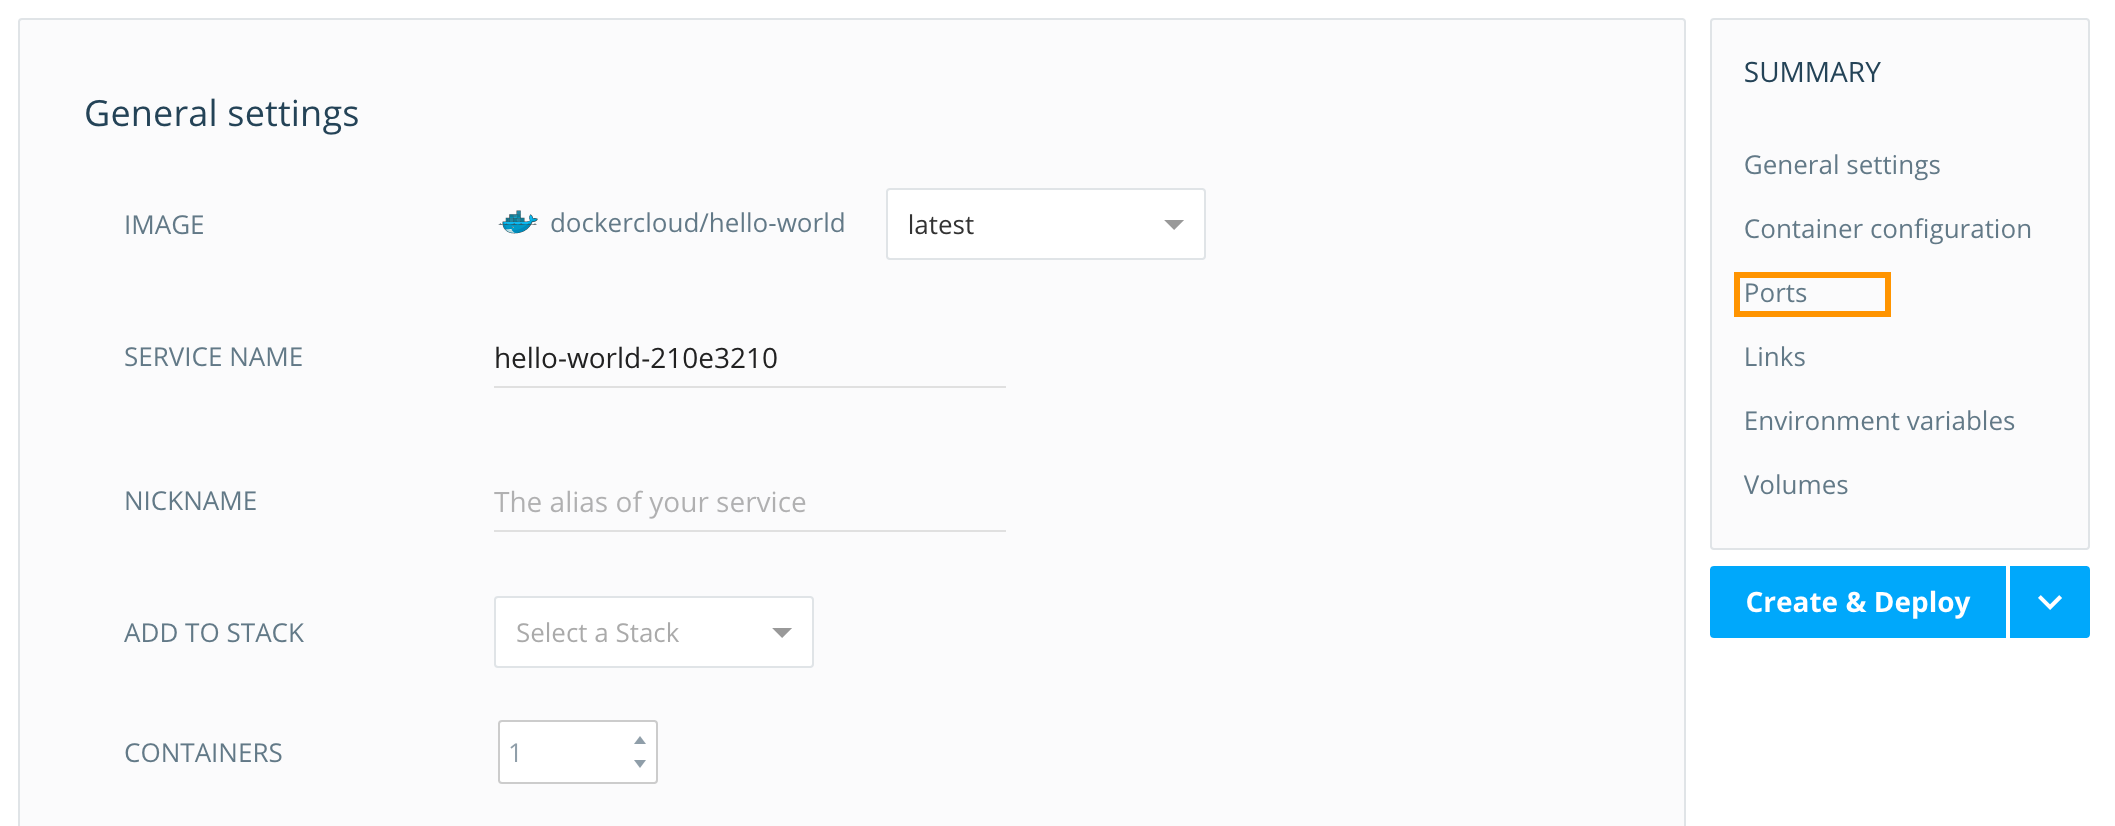 General settings
IMAGE dockercloud/hello-world latest
SERVICE NAME hello-world-210e3210
NICKNAME The alias of your service
ADD TO STACK Select a Stack
CONTAINERS 1
SUMMARY
General settings
Container configuration
Ports
Links
Environment variables
Volumes
Create & Deploy